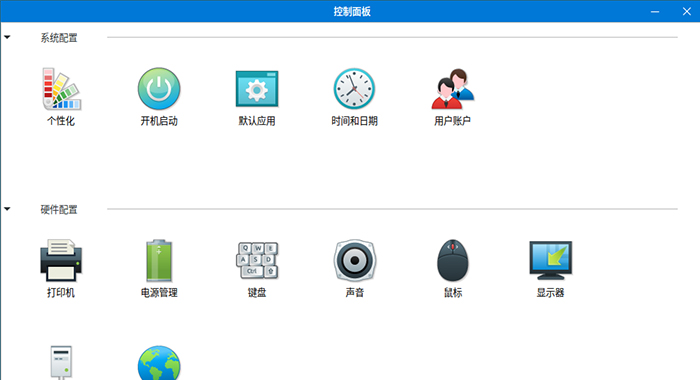 控制面板
系统配置
个性化 开机启动 默认应用 时间和日期 用户账户
硬件配置
打印机 电源管理 键盘 声音 鼠标 显示器
Q W E
A S D
Ctrl